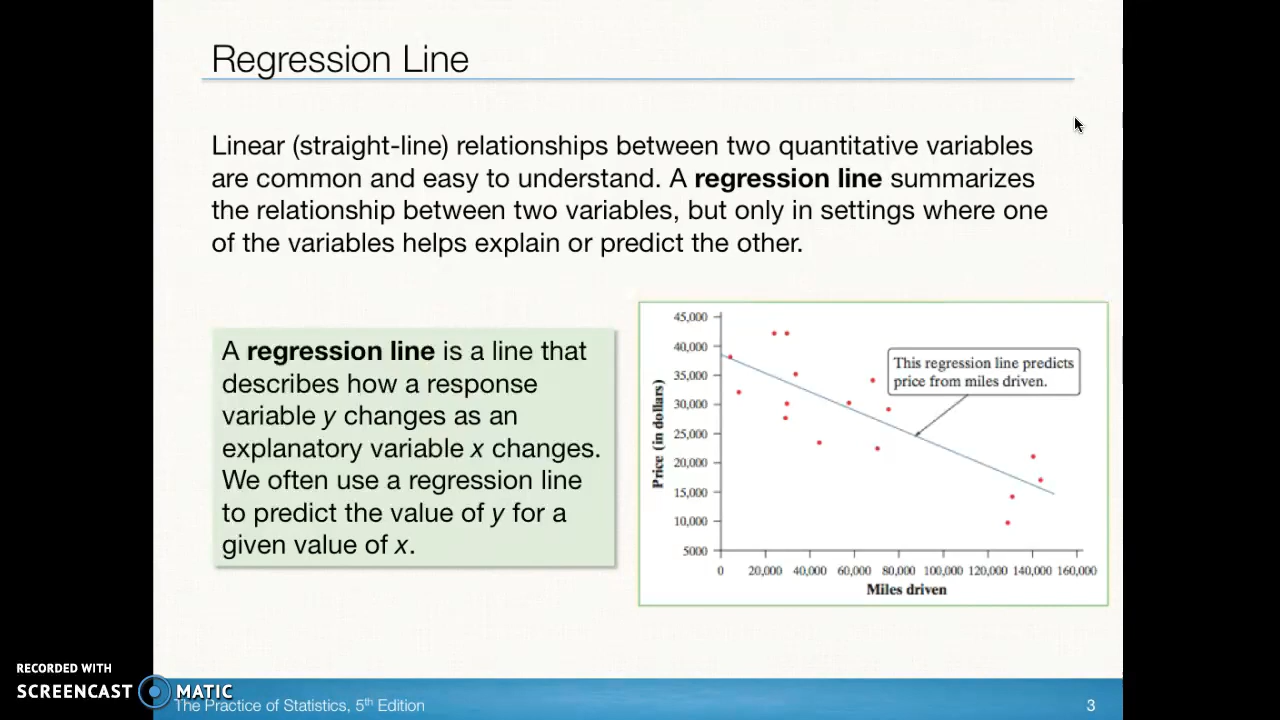 Regression Line
Linear (straight-line) relationships between two quantitative variables
are common and easy to understand. A regression line summarizes
the relationship between two variables, but only in settings where one
of the variables helps explain or predict the other.
A regression line is a line that
describes how a response
variable y changes as an
explanatory variable x changes.
We often use a regression line
to predict the value of y for a
given value of x.
45,000
40,000
35,000
30,000
25,000
20,000
15,000
10,000
5000
Price (in dollars)
This regression line predicts
price from miles driven.
0 20,000 40,000 60,000 80,000 100,000 120,000 140,000 160,000
Miles driven
RECORDED WITH
SCREENCAST MATIC
The Practice of Statistics, 5th Edition
3